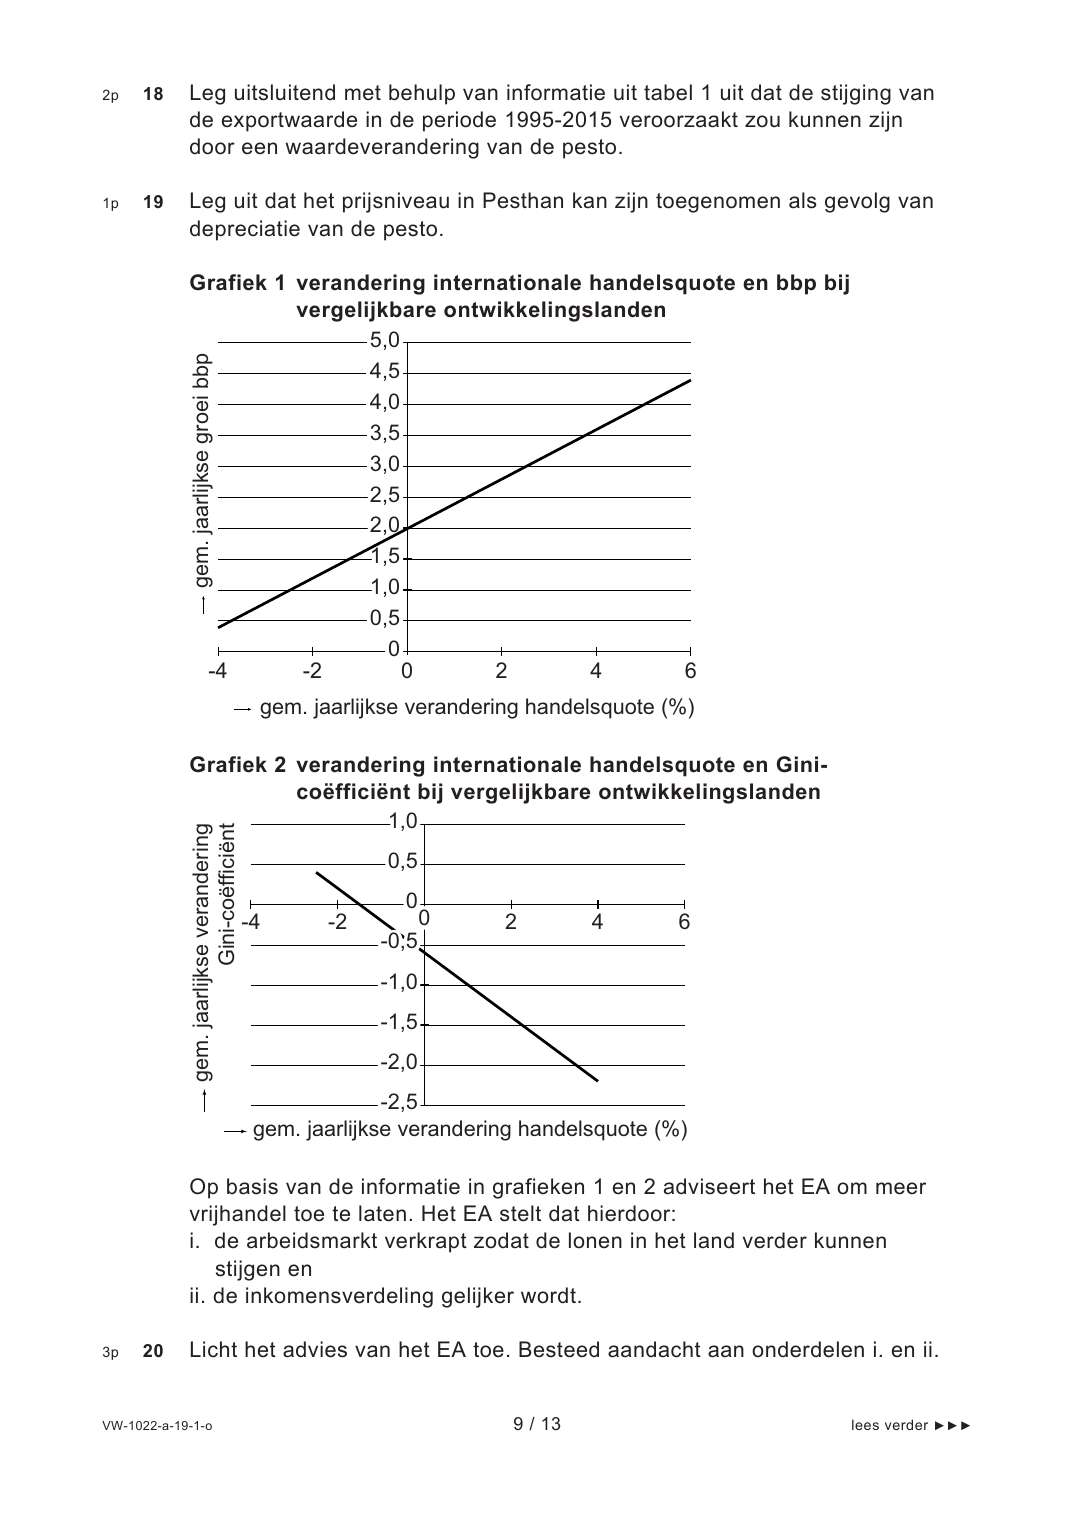 2p 18 Leg uitsluitend met behulp van informatie uit tabel 1 uit dat de stijging van
de exportwaarde in de periode 1995-2015 veroorzaakt zou kunnen zijn
door een waardeverandering van de pesto.
1p 19 Leg uit dat het prijsniveau in Pesthan kan zijn toegenomen als gevolg van
depreciatie van de pesto.
Grafiek 1 verandering internationale handelsquote en bbp bij
vergelijkbare ontwikkelingslanden
gem. jaarlijkse groei bbp
5,0
4,5
4,0
3,5
3,0
2,5
2,0
1,5
1,0
0,5
0
-4 -2 0 2 4 6
gem. jaarlijkse verandering handelsquote (%)
Grafiek 2 verandering internationale handelsquote en Gini-
coëfficiënt bij vergelijkbare ontwikkelingslanden
gem. jaarlijkse verandering
Gini-coëfficiënt
1,0
0,5
0
-4 -2 0 2 4 6
-0,5
-1,0
-1,5
-2,0
-2,5
gem. jaarlijkse verandering handelsquote (%)
Op basis van de informatie in grafieken 1 en 2 adviseert het EA om meer
vrijhandel toe te laten. Het EA stelt dat hierdoor:
i. de arbeidsmarkt verkrapt zodat de lonen in het land verder kunnen
stijgen en
ii. de inkomensverdeling gelijker wordt.
3p 20 Licht het advies van het EA toe. Besteed aandacht aan onderdelen i. en ii.
VW-1022-a-19-1-o 9 / 13 lees verder ►►►